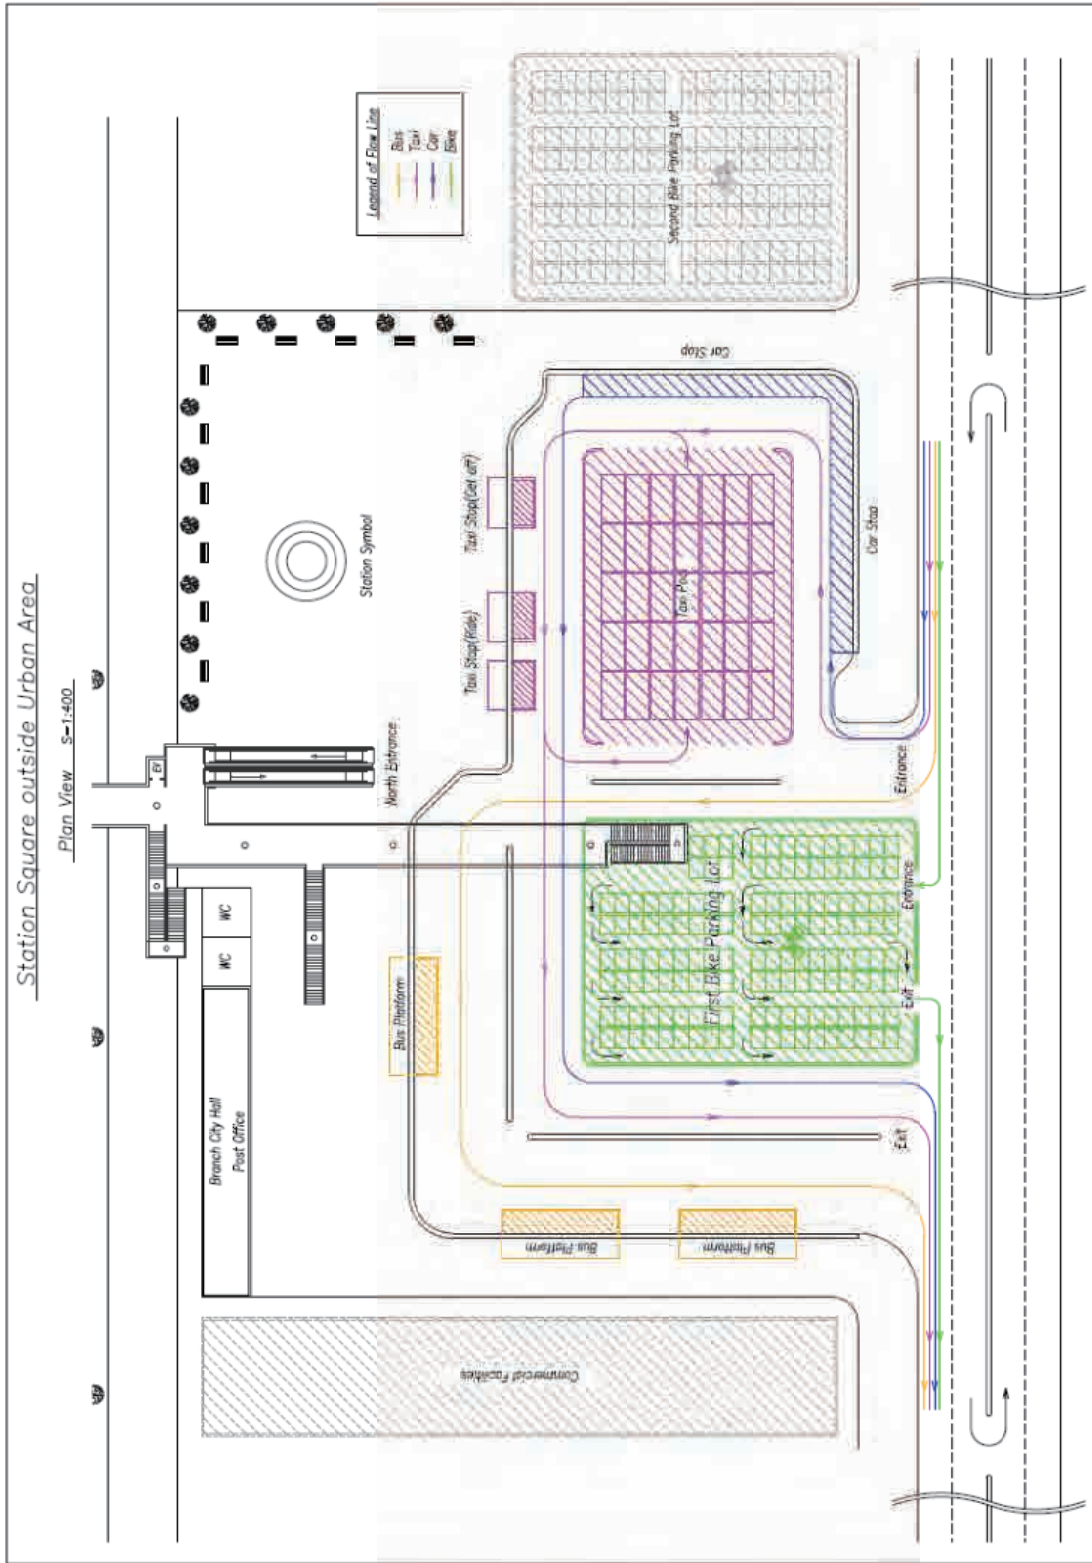 Station Square outside Urban Area
Plan View S=1:400
Legend of Flow Line
Bus
Taxi
Car
Bike
Second Bike Parking Lot
Car Stop
Station Symbol
Taxi Stop(Get off)
Taxi Stop(Ride)
Taxi Pool
Car Stop
EV
North Entrance
Entrance
WC
WC
Branch City Hall
Post Office
Bus Platform
First Bike Parking Lot
Entrance
Exit
Exit
Bus Platform
Bus Platform
Commercial Facilities